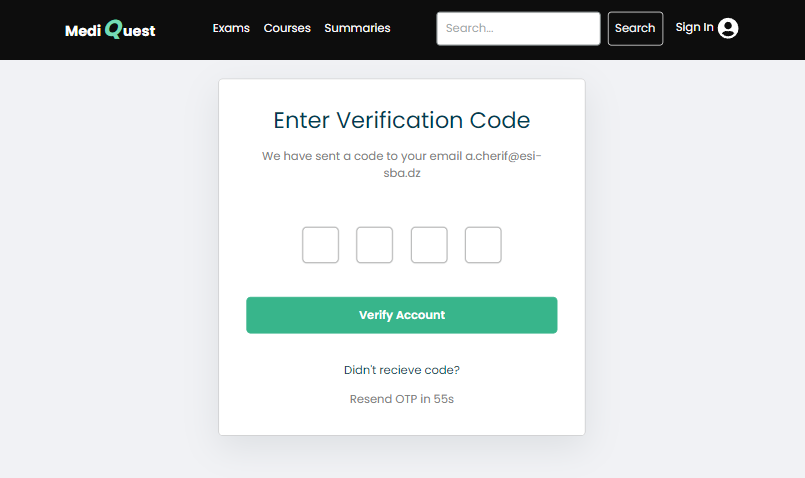 Medi Quest Exams Courses Summaries Search... Search Sign In
Enter Verification Code
We have sent a code to your email a.cherif@esi-
sba.dz
Verify Account
Didn't recieve code?
Resend OTP in 55s